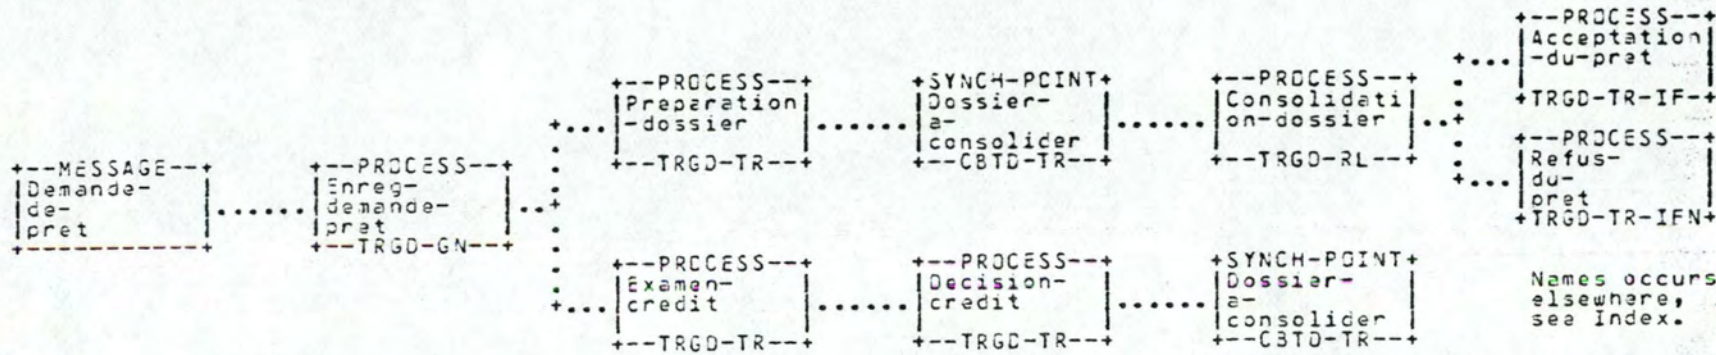 +--PROCESS--+
Acceptation
-du-pret
+TRGD-TR-IF-+
+--PROCESS--+
Preparation
-dossier
+--TRGD-TR--+
+SYNCH-POINT+
Dossier-
a-
consolider
+--CBTD-TR--+
+--PROCESS--+
Consolidati
on-dossier
+--TRGD-RL--+
+--PROCESS--+
Refus-
du-
pret
+TRGD-TR-IFN+
+--MESSAGE--+
Demande-
de-
pret
+-----------+
+--PROCESS--+
Enreg-
demande-
pret
+--TRGD-GN--+
+--PROCESS--+
Examen-
credit
+--TRGD-TR--+
+--PROCESS--+
Decision-
credit
+--TRGD-TR--+
+SYNCH-POINT+
Dossier-
a-
consolider
+--CBTD-TR--+
Names occurs
elsewhere,
see Index.